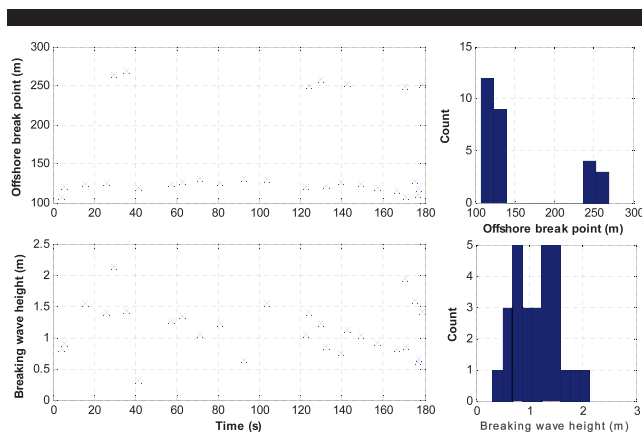 300
250
200
150
100
Offshore break point (m)
0 20 40 60 80 100 120 140 160 180
15
10
5
0
Count
100 150 200 250 300
Offshore break point (m)
2.5
2
1.5
1
0.5
0
Breaking wave height (m)
0 20 40 60 80 100 120 140 160 180
Time (s)
5
4
3
2
1
0
Count
0 1 2 3
Breaking wave height (m)